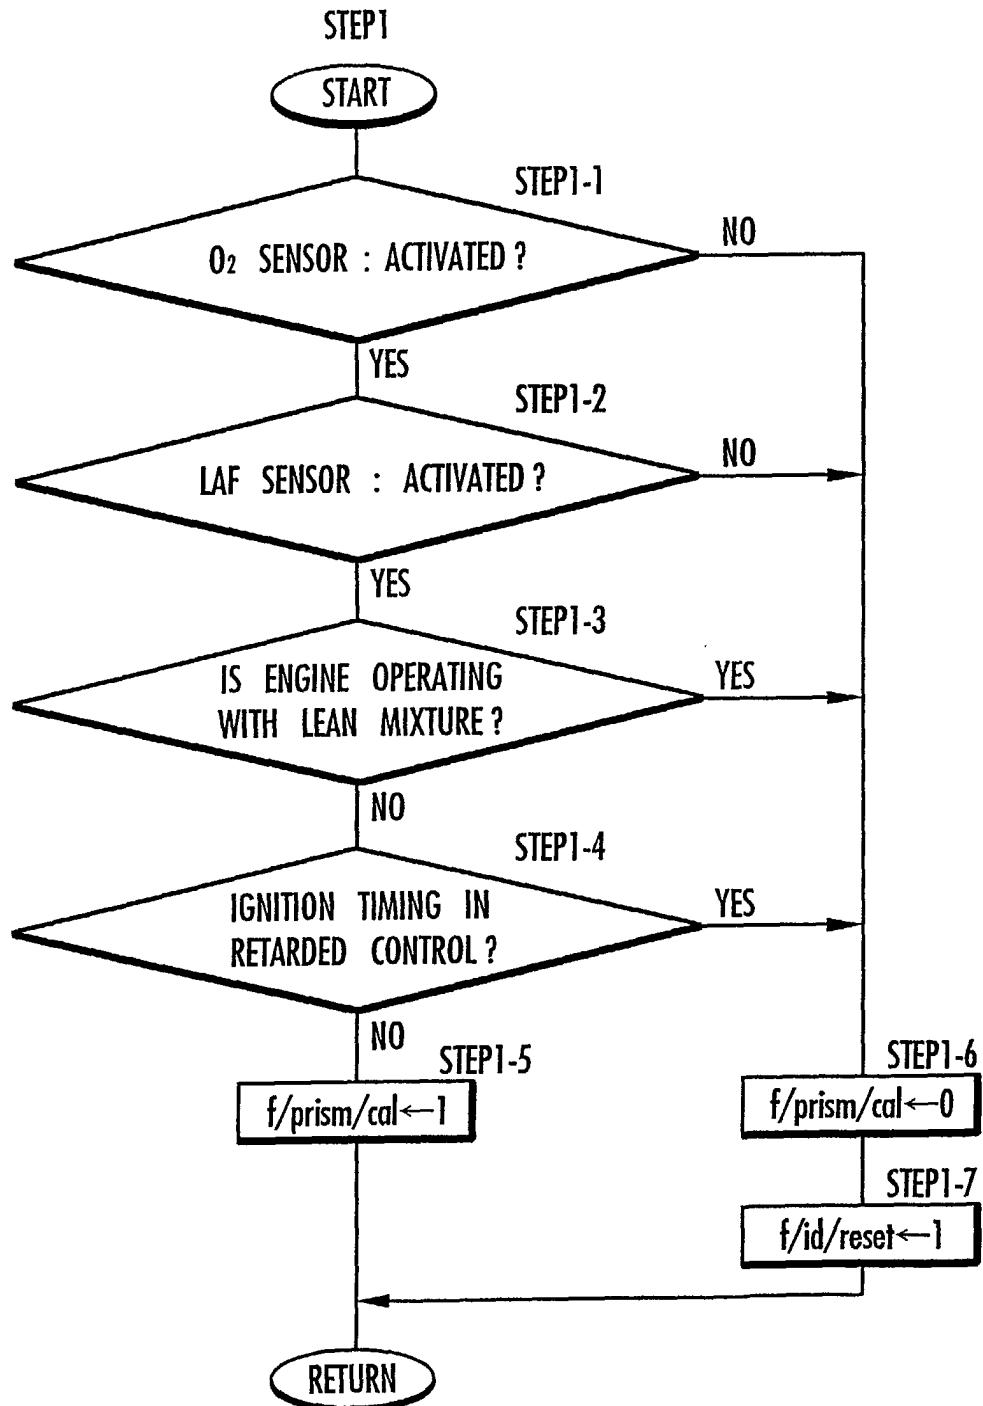 STEP1
START
STEP1-1
O2 SENSOR : ACTIVATED ?
NO
YES
STEP1-2
LAF SENSOR : ACTIVATED ?
NO
YES
STEP1-3
IS ENGINE OPERATING
WITH LEAN MIXTURE ?
YES
NO
STEP1-4
IGNITION TIMING IN
RETARDED CONTROL ?
YES
NO
STEP1-5
f/prism/cal←1
STEP1-6
f/prism/cal←0
STEP1-7
f/id/reset←1
RETURN